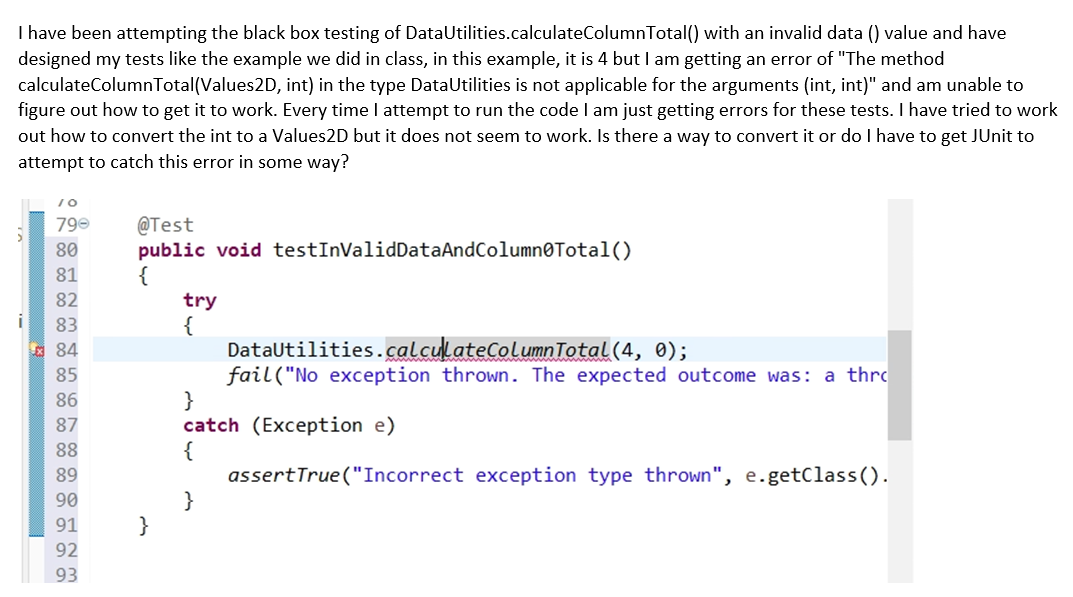 I have been attempting the black box testing of DataUtilities.calculateColumnTotal() with an invalid data () value and have
designed my tests like the example we did in class, in this example, it is 4 but I am getting an error of "The method
calculateColumnTotal(Values2D, int) in the type DataUtilities is not applicable for the arguments (int, int)" and am unable to
figure out how to get it to work. Every time I attempt to run the code I am just getting errors for these tests. I have tried to work
out how to convert the int to a Values2D but it does not seem to work. Is there a way to convert it or do I have to get JUnit to
attempt to catch this error in some way?
78
79 @Test
80 public void testInValidDataAndColumn0Total()
81 {
82 try
83 {
84 DataUtilities.calculateColumnTotal(4, 0);
85 fail("No exception thrown. The expected outcome was: a thro
86 }
87 catch (Exception e)
88 {
89 assertTrue("Incorrect exception type thrown", e.getClass().
90 }
91 }
92
93